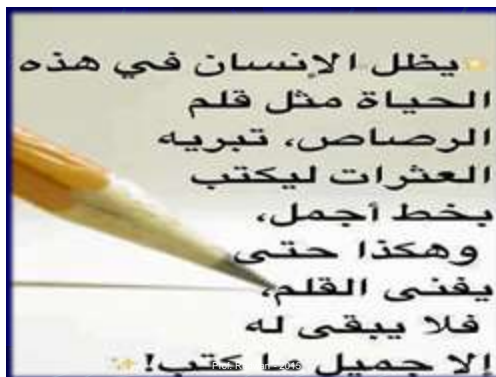 يظل الإنسان في هذه
الحياة مثل قلم
الرصاص، تبريه
العثرات ليكتب
بخط أجمل،
وهكذا حتى
يفنى القلم،
فلا يبقى له
إلا جميل ما كتب!